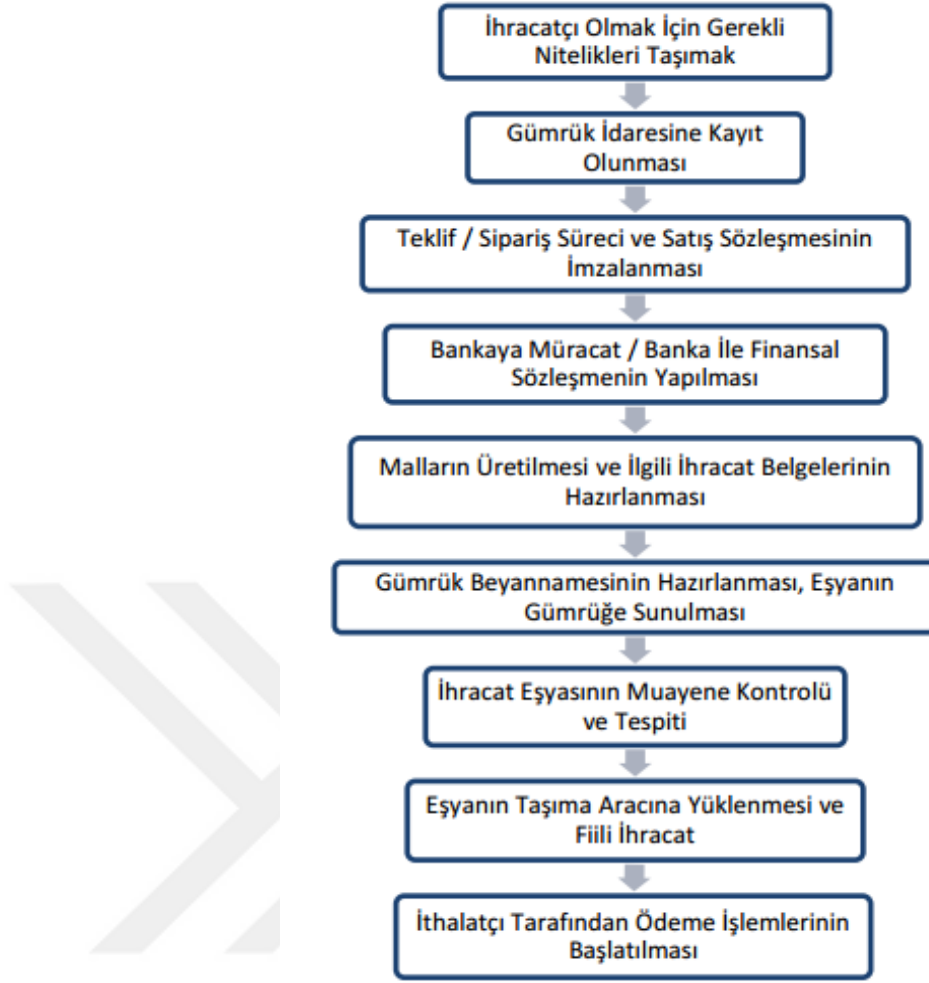 İhracatçı Olmak İçin Gerekli
Nitelikleri Taşımak
Gümrük İdaresine Kayıt
Olunması
Teklif / Sipariş Süreci ve Satış Sözleşmesinin
İmzalanması
Bankaya Müracat / Banka İle Finansal
Sözleşmenin Yapılması
Malların Üretilmesi ve İlgili İhracat Belgelerinin
Hazırlanması
Gümrük Beyannamesinin Hazırlanması, Eşyanın
Gümrüğe Sunulması
İhracat Eşyasının Muayene Kontrolü
ve Tespiti
Eşyanın Taşıma Aracına Yüklenmesi ve
Fiili İhracat
İthalatçı Tarafından Ödeme İşlemlerinin
Başlatılması